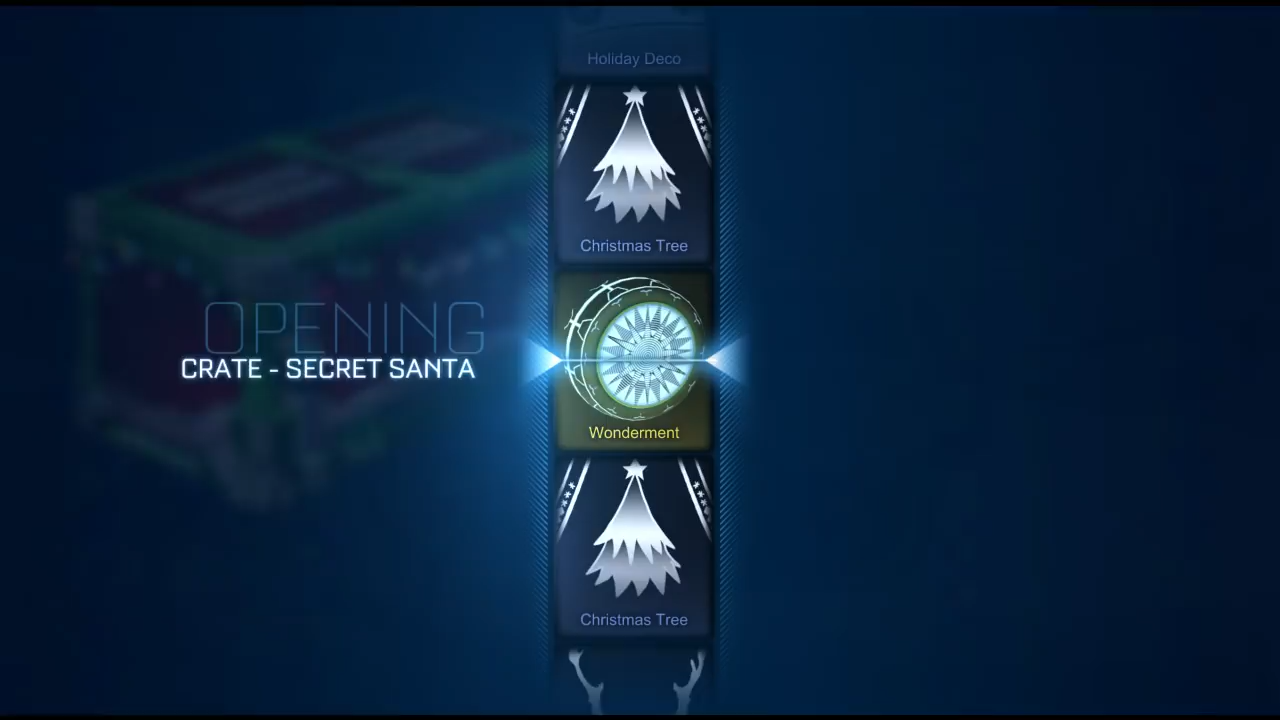 Holiday Deco
Christmas Tree
OPENING
CRATE - SECRET SANTA
Wonderment
Christmas Tree